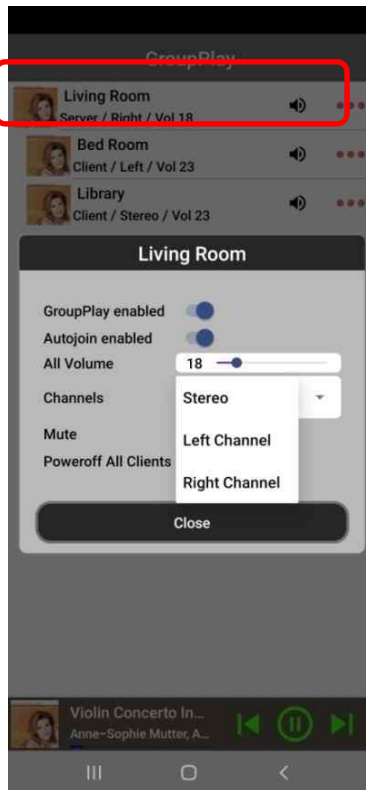 GroupPlay
Living Room
Server / Right / Vol 18
Bed Room
Client / Left / Vol 23
Library
Client / Stereo / Vol 23
Living Room
GroupPlay enabled
Autojoin enabled
All Volume 18
Channels Stereo
Left Channel
Right Channel
Mute
Poweroff All Clients
Close
Violin Concerto In...
Anne-Sophie Mutter, A...